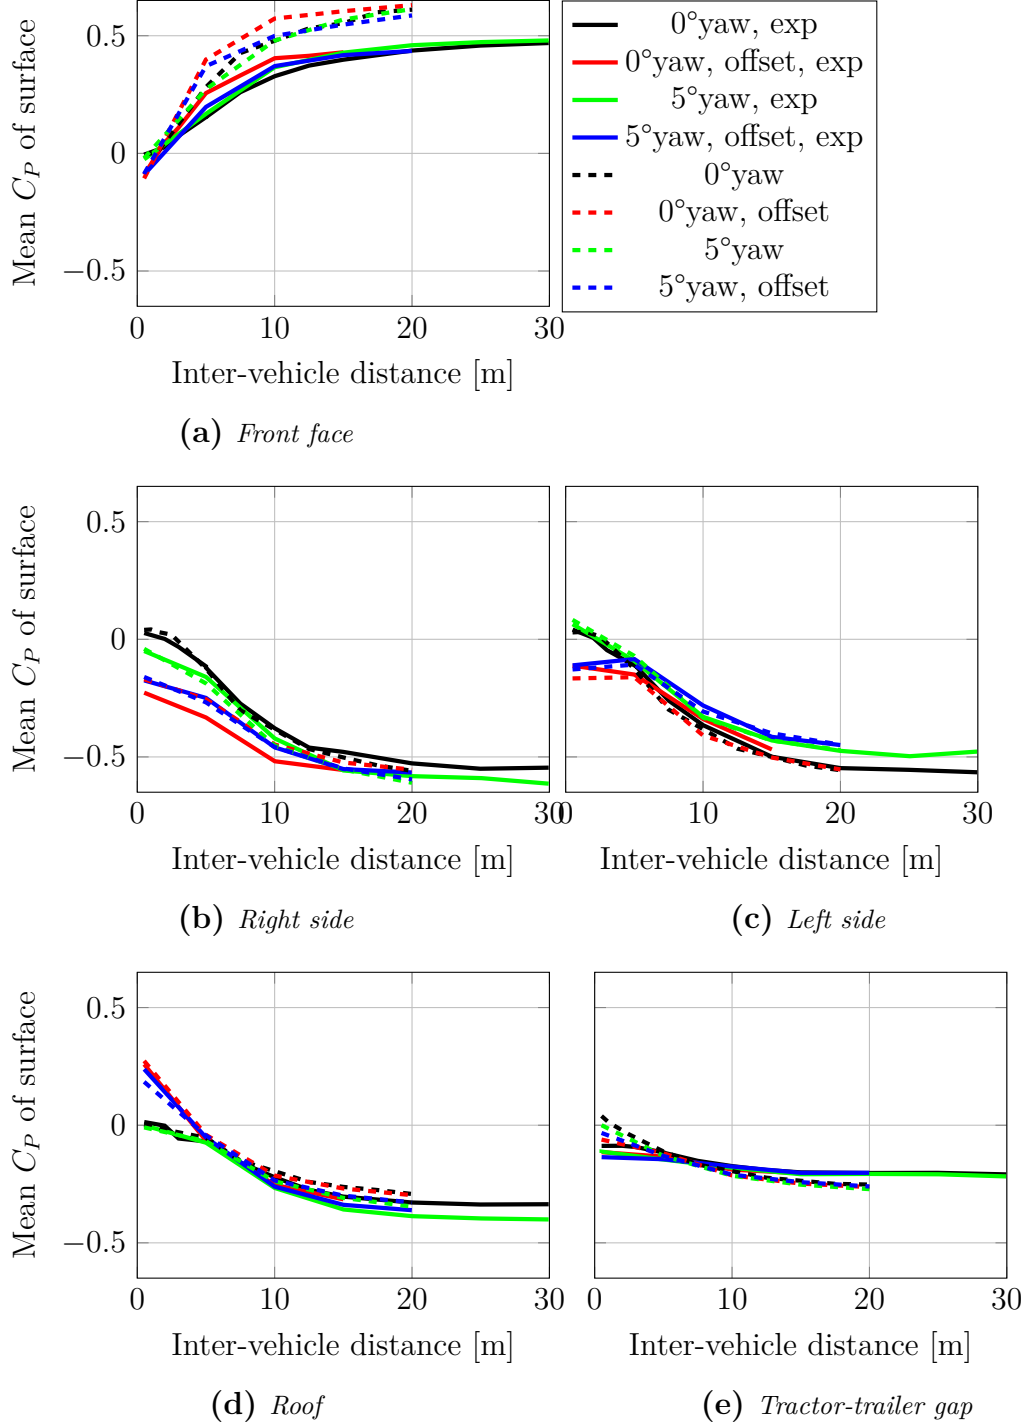 0.5
0
−0.5
Mean C_P of surface
0 10 20 30
Inter-vehicle distance [m]
(a) Front face
0°yaw, exp
0°yaw, offset, exp
5°yaw, exp
5°yaw, offset, exp
0°yaw
0°yaw, offset
5°yaw
5°yaw, offset
0.5
0
−0.5
Mean C_P of surface
0 10 20 30
Inter-vehicle distance [m]
(b) Right side
0 10 20 30
Inter-vehicle distance [m]
(c) Left side
0.5
0
−0.5
Mean C_P of surface
0 10 20 30
Inter-vehicle distance [m]
(d) Roof
0 10 20 30
Inter-vehicle distance [m]
(e) Tractor-trailer gap